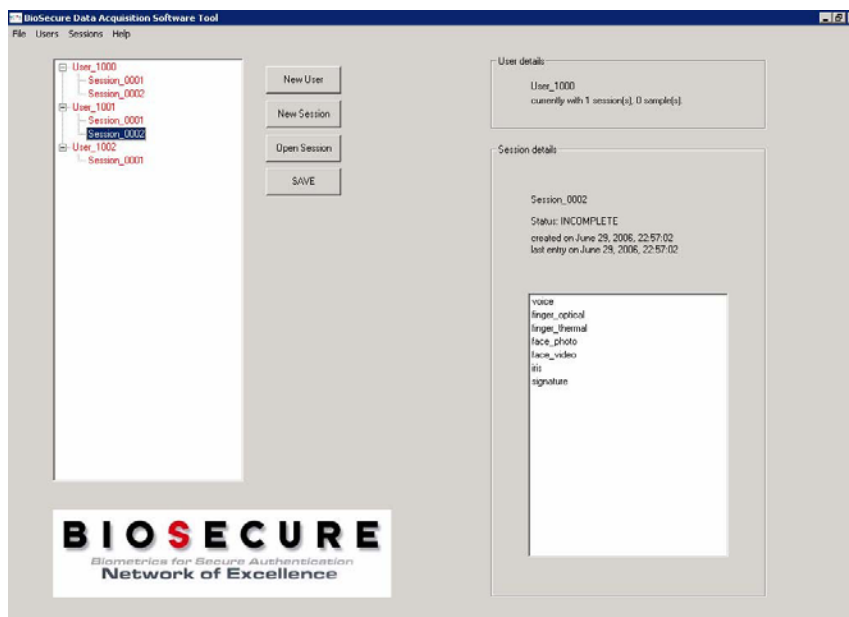 BioSecure Data Acquisition Software Tool
File Users Sessions Help
User_1000
Session_0001
Session_0002
User_1001
Session_0001
Session_0002
User_1002
Session_0001
New User
New Session
Open Session
SAVE
User details
User_1000
currently with 1 session(s), 0 sample(s).
Session details
Session_0002
Status: INCOMPLETE
created on June 29, 2006, 22:57:02
last entry on June 29, 2006, 22:57:02
voice
finger_optical
finger_thermal
face_photo
face_video
iris
signature
BIOSECURE
Biometrics for Secure Authentication
Network of Excellence